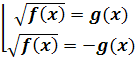 √f(x) = g(x)
√f(x) = −g(x)